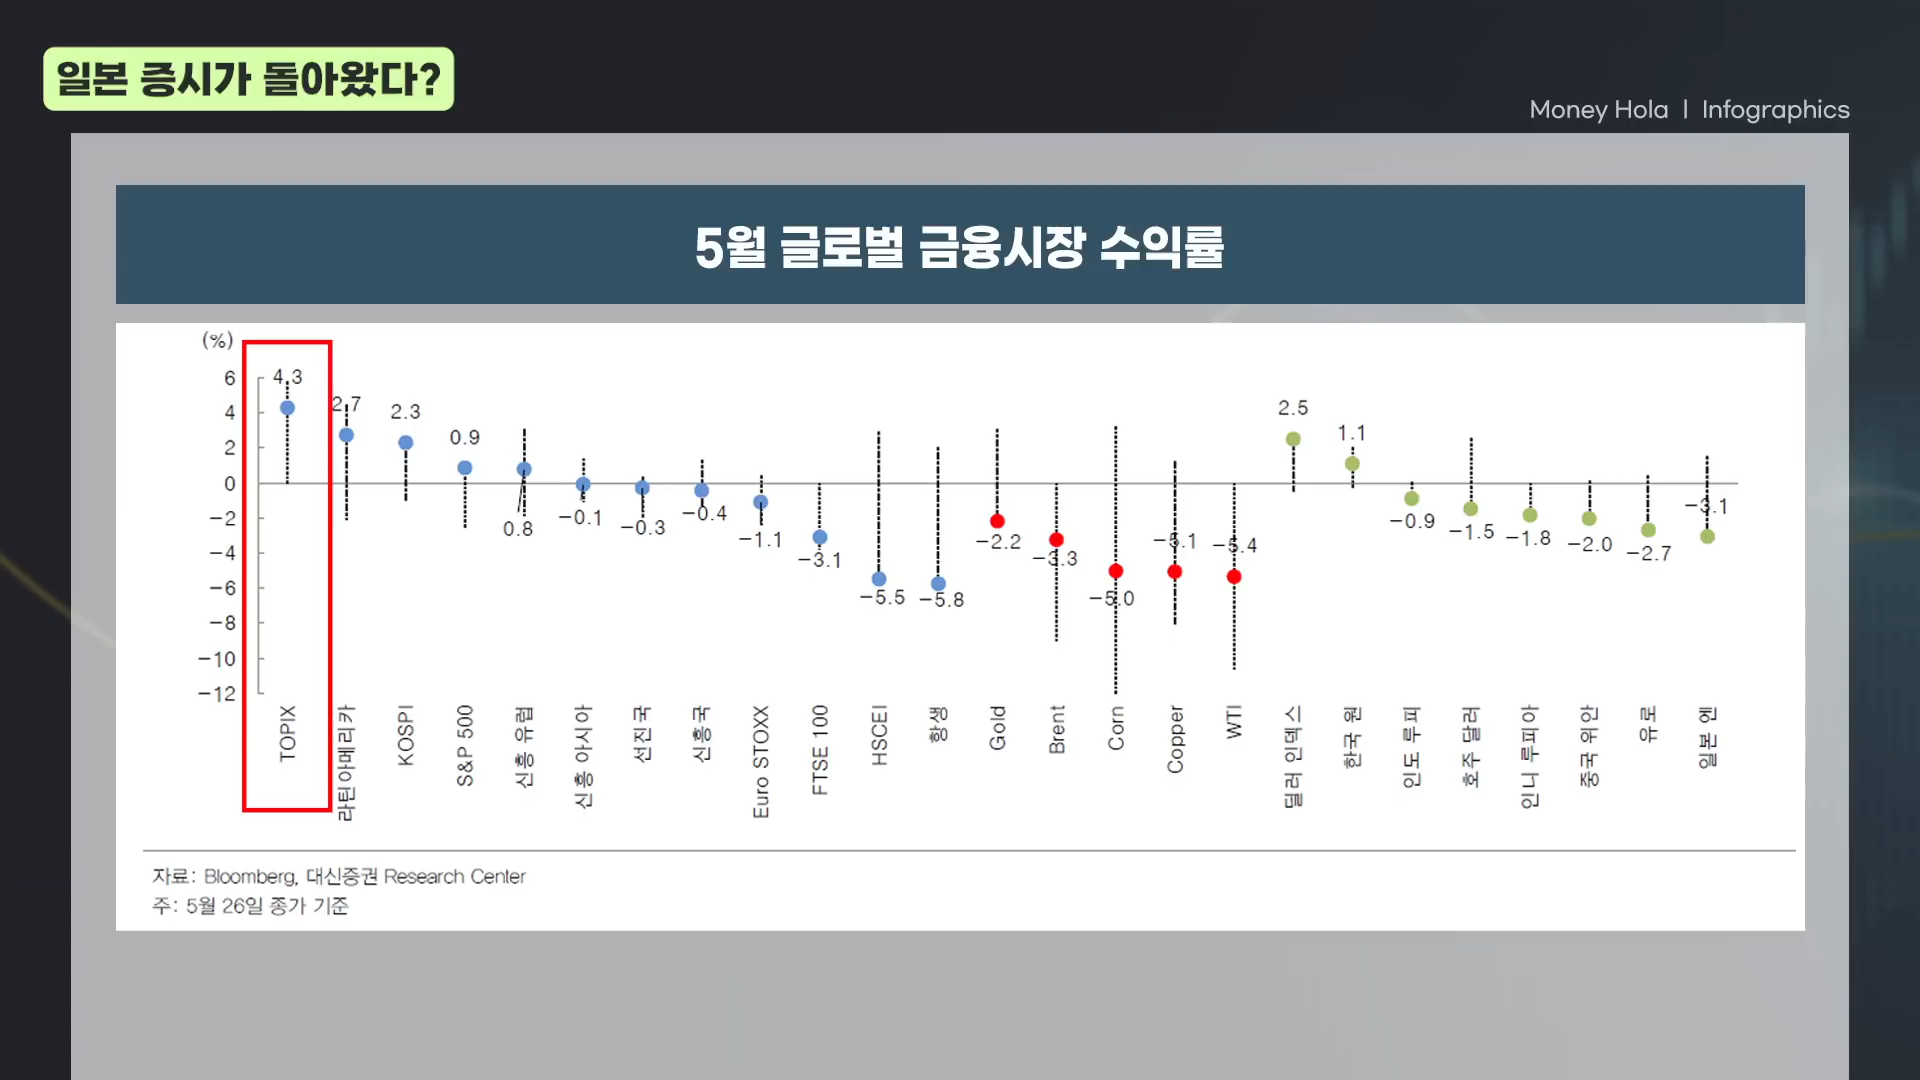 일본 증시가 돌아왔다?
Money Hola | Infographics
5월 글로벌 금융시장 수익률
(%)
6
4
2
0
−2
−4
−6
−8
−10
−12
4.3
2.7
2.3
0.9
0.8
−0.1
−0.3
−0.4
−1.1
−3.1
−5.5
−5.8
−2.2
−3.3
−5.0
−5.1
−5.4
2.5
1.1
−0.9
−1.5
−1.8
−2.0
−2.7
−3.1
TOPIX
라틴아메리카
KOSPI
S&P 500
신흥 유럽
신흥 아시아
선진국
신흥국
Euro STOXX
FTSE 100
HSCEI
항생
Gold
Brent
Corn
Copper
WTI
달러 인덱스
한국 원
인도 루피
호주 달러
인니 루피아
중국 위안
유로
일본 엔
자료: Bloomberg, 대신증권 Research Center
주: 5월 26일 종가 기준